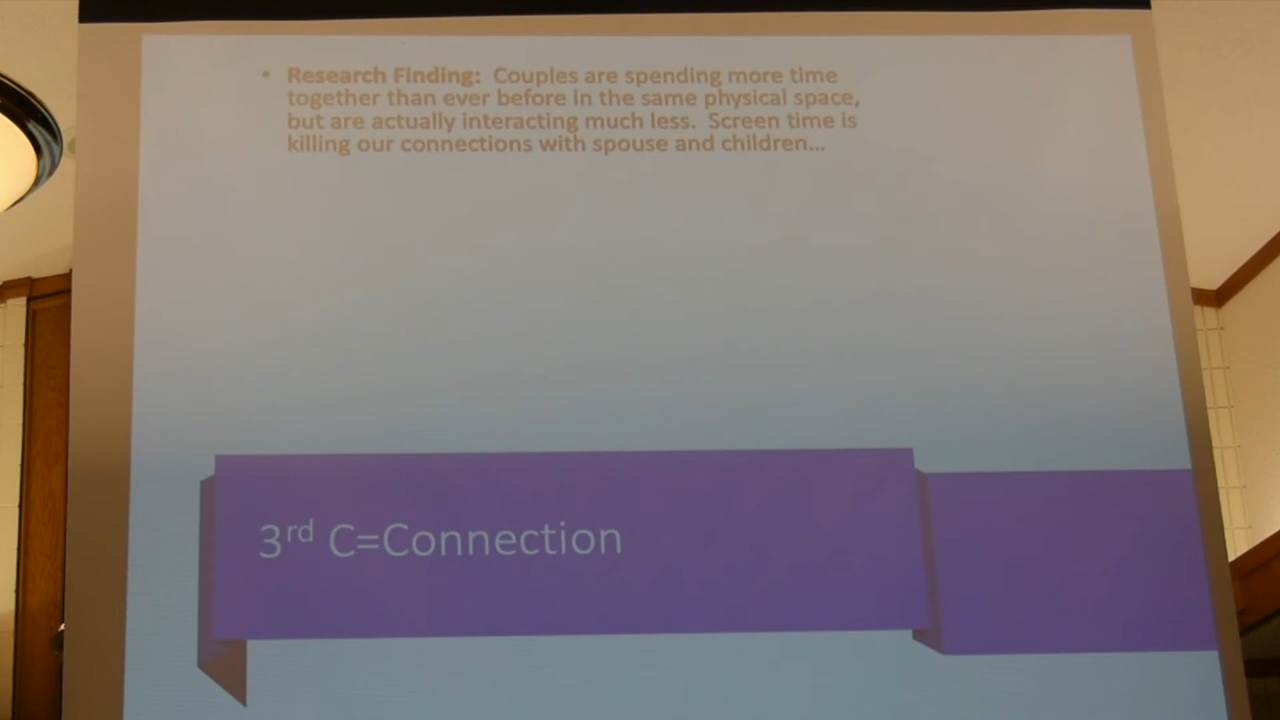 • Research Finding: Couples are spending more time
together than ever before in the same physical space,
but are actually interacting much less. Screen time is
killing our connections with spouse and children...
3rd C=Connection